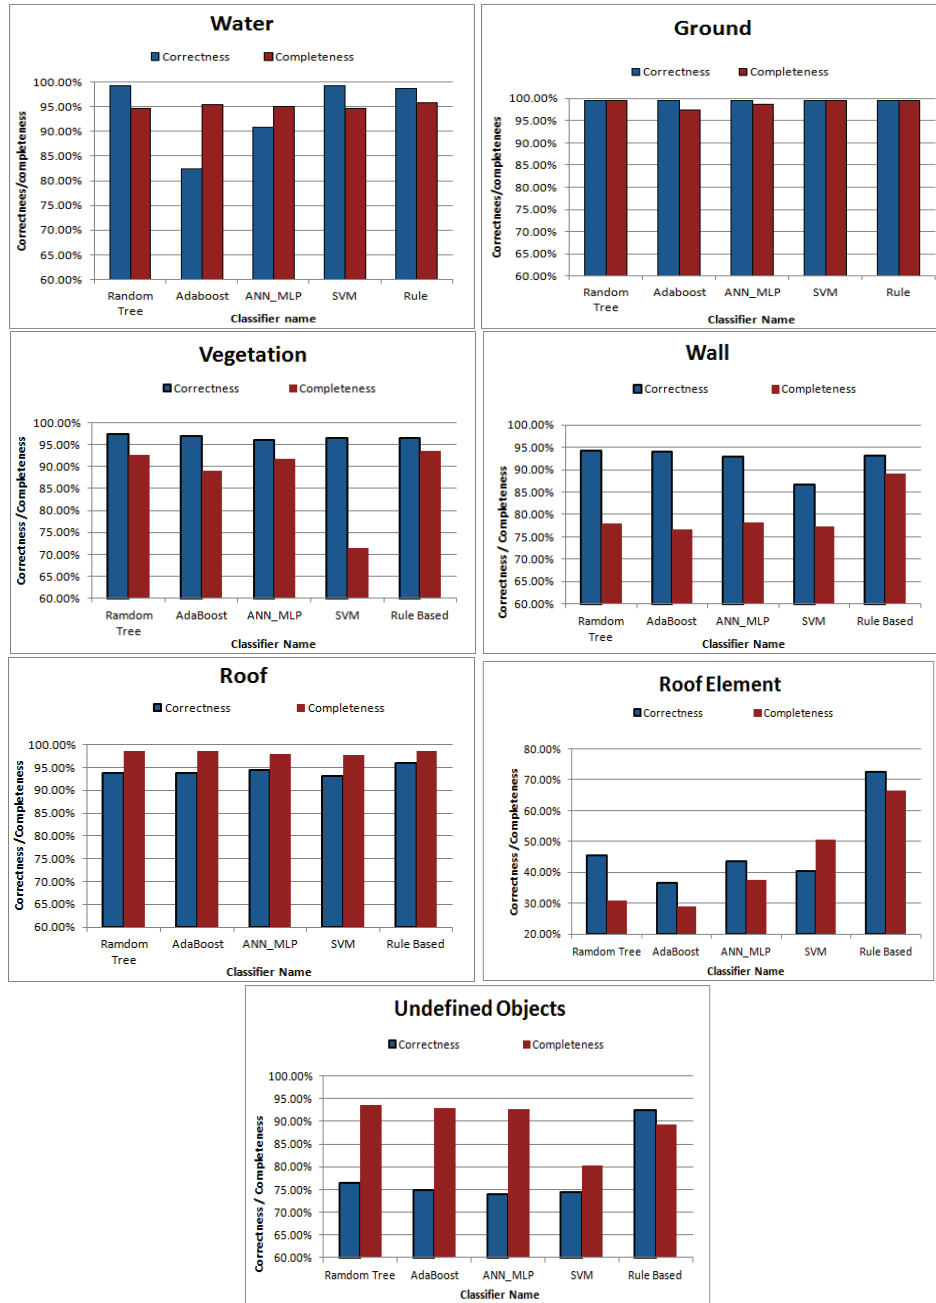 Water
Correctness Completeness
Correctnees/completeness
100.00%
95.00%
90.00%
85.00%
80.00%
75.00%
70.00%
65.00%
60.00%
Random Tree Adaboost ANN_MLP SVM Rule
Classifier name
Ground
Correctness Completeness
Correctnees/completenees
100.00%
95.00%
90.00%
85.00%
80.00%
75.00%
70.00%
65.00%
60.00%
Random Tree Adaboost ANN_MLP SVM Rule
Classifier Name
Vegetation
Correctness Completeness
Correctness /Completeness
100.00%
95.00%
90.00%
85.00%
80.00%
75.00%
70.00%
65.00%
60.00%
Ramdom Tree AdaBoost ANN_MLP SVM Rule Based
Classifier Name
Wall
Correctness Completeness
Correctness / Completeness
100.00%
95.00%
90.00%
85.00%
80.00%
75.00%
70.00%
65.00%
60.00%
Ramdom Tree AdaBoost ANN_MLP SVM Rule Based
Classifier Name
Roof
Correctness Completeness
Correctness /Completeness
100.00%
95.00%
90.00%
85.00%
80.00%
75.00%
70.00%
65.00%
60.00%
Ramdom Tree AdaBoost ANN_MLP SVM Rule Based
Classifier Name
Roof Element
Correctness Completeness
Correctness /Completeness
80.00%
70.00%
60.00%
50.00%
40.00%
30.00%
20.00%
Ramdom Tree AdaBoost ANN_MLP SVM Rule Based
Classifier Name
Undefined Objects
Correctness Completeness
Correctness / Completeness
100.00%
95.00%
90.00%
85.00%
80.00%
75.00%
70.00%
65.00%
60.00%
Ramdom Tree AdaBoost ANN_MLP SVM Rule Based
Classifier Name